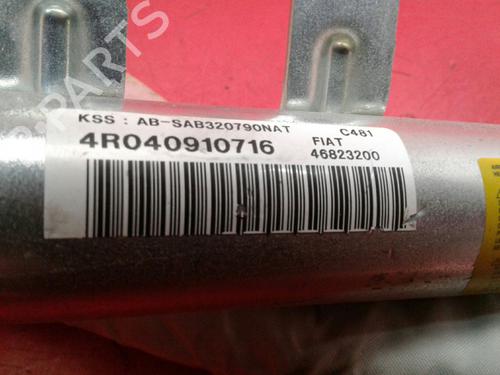 PARTS
KSS : AB-SAB320790NAT C481
4R040910716 FIAT
46823200